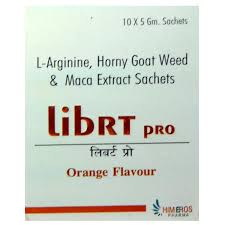 10 X 5 Gm. Sachets
L-Arginine, Horny Goat Weed
& Maca Extract Sachets
LibRT PRO
लिबर्ट प्रो
Orange Flavour
HIMEROS
PHARMA